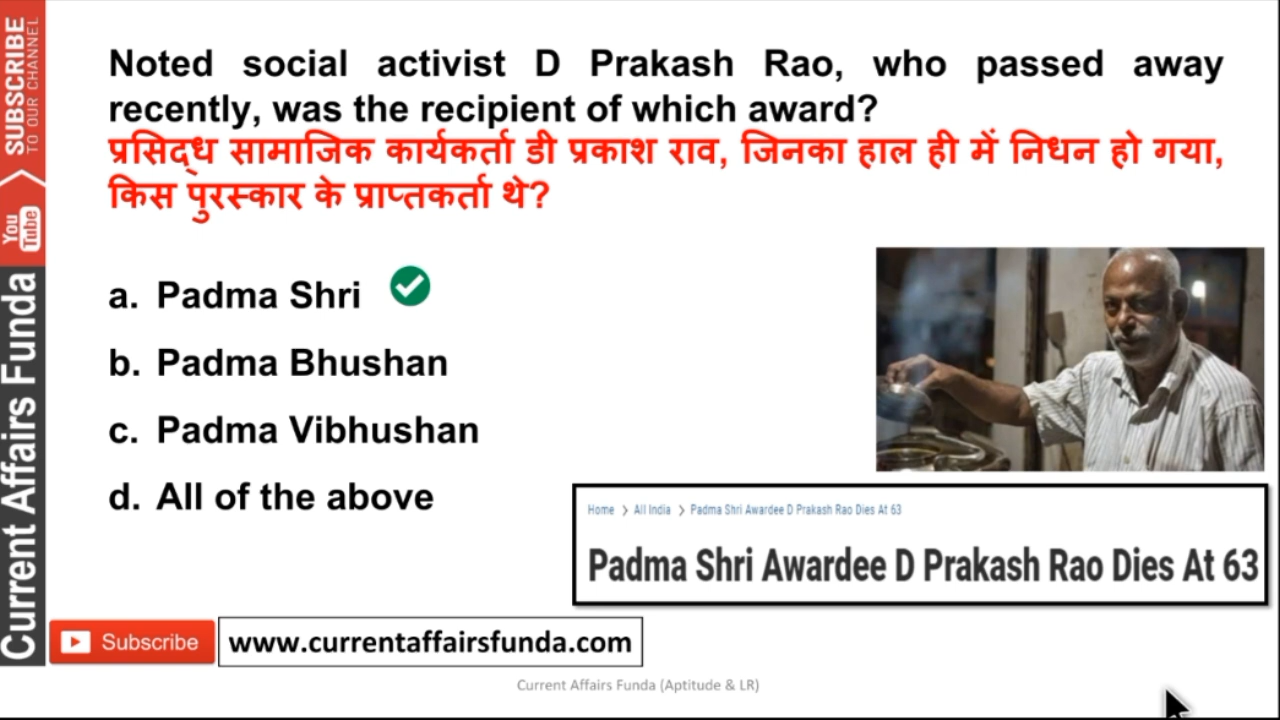 SUBSCRIBE
TO OUR CHANNEL
You
Tube
Current Affairs Funda
Noted social activist D Prakash Rao, who passed away
recently, was the recipient of which award?
प्रसिद्ध सामाजिक कार्यकर्ता डी प्रकाश राव, जिनका हाल ही में निधन हो गया,
किस पुरस्कार के प्राप्तकर्ता थे?
a. Padma Shri
b. Padma Bhushan
c. Padma Vibhushan
d. All of the above
Home > All India > Padma Shri Awardee D Prakash Rao Dies At 63
Padma Shri Awardee D Prakash Rao Dies At 63
Subscribe
www.currentaffairsfunda.com
Current Affairs Funda (Aptitude & LR)